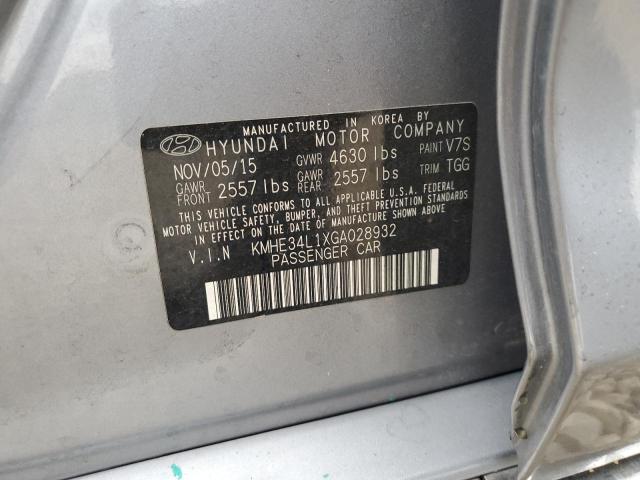 MANUFACTURED IN KOREA BY
HYUNDAI MOTOR COMPANY
NOV/05/15 GVWR 4630 lbs PAINT V7S
GAWR FRONT 2557 lbs GAWR REAR 2557 lbs TRIM TGG
THIS VEHICLE CONFORMS TO ALL APPLICABLE U.S.A. FEDERAL
MOTOR VEHICLE SAFETY, BUMPER, AND THEFT PREVENTION STANDARDS
IN EFFECT ON THE DATE OF MANUFACTURE SHOWN ABOVE.
V.I.N KMHE34L1XGA028932
PASSENGER CAR